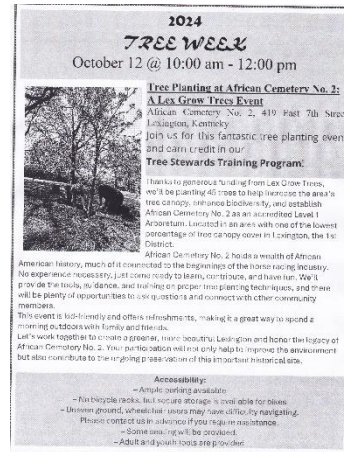 2024
TREE WEEK
October 12 @ 10:00 am - 12:00 pm
Tree Planting at African Cemetery No. 2:
A Lex Grow Trees Event
African Cemetery No. 2, 419 East 7th Stree
Lexington, Kentucky
Join us for this fantastic tree planting even
and earn credit in our
Tree Stewards Training Program!
Thanks to generous funding from Lex Grow Trees,
we'll be planting 45 trees to help increase the area's
tree canopy, enhance biodiversity, and establish
African Cemetery No. 2 as an accredited Level I
Arboretum. Located in an area with one of the lowest
percentage of tree canopy cover in Lexington, the 1st
District.
African Cemetery No. 2 holds a wealth of African
American history, much of it connected to the beginnings of the horse racing industry.
No experience necessary, just come ready to learn, contribute, and have fun. We'll
provide the tools, guidance, and training on proper tree planting techniques, and there
will be plenty of opportunities to ask questions and connect with other community
members.
This event is kid-friendly and offers refreshments, making it a great way to spend a
morning outdoors with family and friends.
Let's work together to create a greener, more beautiful Lexington and honor the legacy of
African Cemetery No. 2. Your participation will not only help to improve the environment
but also contribute to the ongoing preservation of this important historical site.
Accessibility:
– Ample parking available
– No bicycle racks, but secure storage is available for bikes.
– Uneven ground, wheelchair users may have difficulty navigating.
Please contact us in advance if you require assistance.
– Some seating will be provided.
– Adult and youth tools are provided